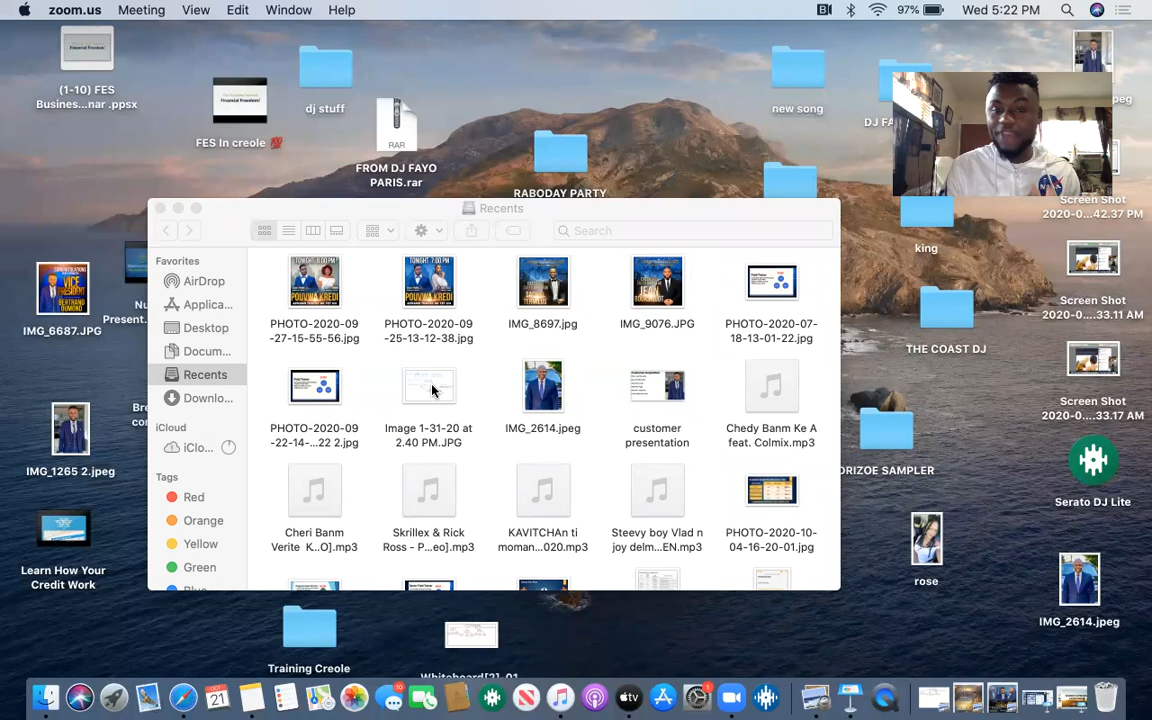 zoom.us Meeting View Edit Window Help
97% Wed 5:22 PM
(1-10) FES
Busines...nar .ppsx
FES In creole 💯
dj stuff
RAR
FROM DJ FAYO
PARIS.rar
RABODAY PARTY
new song
DJ FA
peg
Screen Shot
2020-0...42.37 PM
king
Screen Shot
2020-0....33.11 AM
THE COAST DJ
Screen Shot
2020-0...33.17 AM
ORIZOE SAMPLER
Serato DJ Lite
rose
IMG_2614.jpeg
IMG_6687.JPG
Nu
Present.
IMG_1265 2.jpeg
Bre
Learn How Your
Credit Work
Training Creole
Recents
Search
Favorites
AirDrop
Applica...
Desktop
Docum...
Recents
Downlo...
iCloud
iClo...
Tags
Red
Orange
Yellow
Green
PHOTO-2020-09
-27-15-55-56.jpg
PHOTO-2020-09
-25-13-12-38.jpg
IMG_8697.jpg
IMG_9076.JPG
PHOTO-2020-07-
18-13-01-22.jpg
PHOTO-2020-09
-22-14-...22 2.jpg
Image 1-31-20 at
2.40 PM.JPG
IMG_2614.jpeg
customer
presentation
Chedy Banm Ke A
feat. Colmix.mp3
Cheri Banm
Verite K...O].mp3
Skrillex & Rick
Ross - P...eo].mp3
KAVITCHAn ti
moman...020.mp3
Steevy boy Vlad n
joy delm...EN.mp3
PHOTO-2020-10-
04-16-20-01.jpg